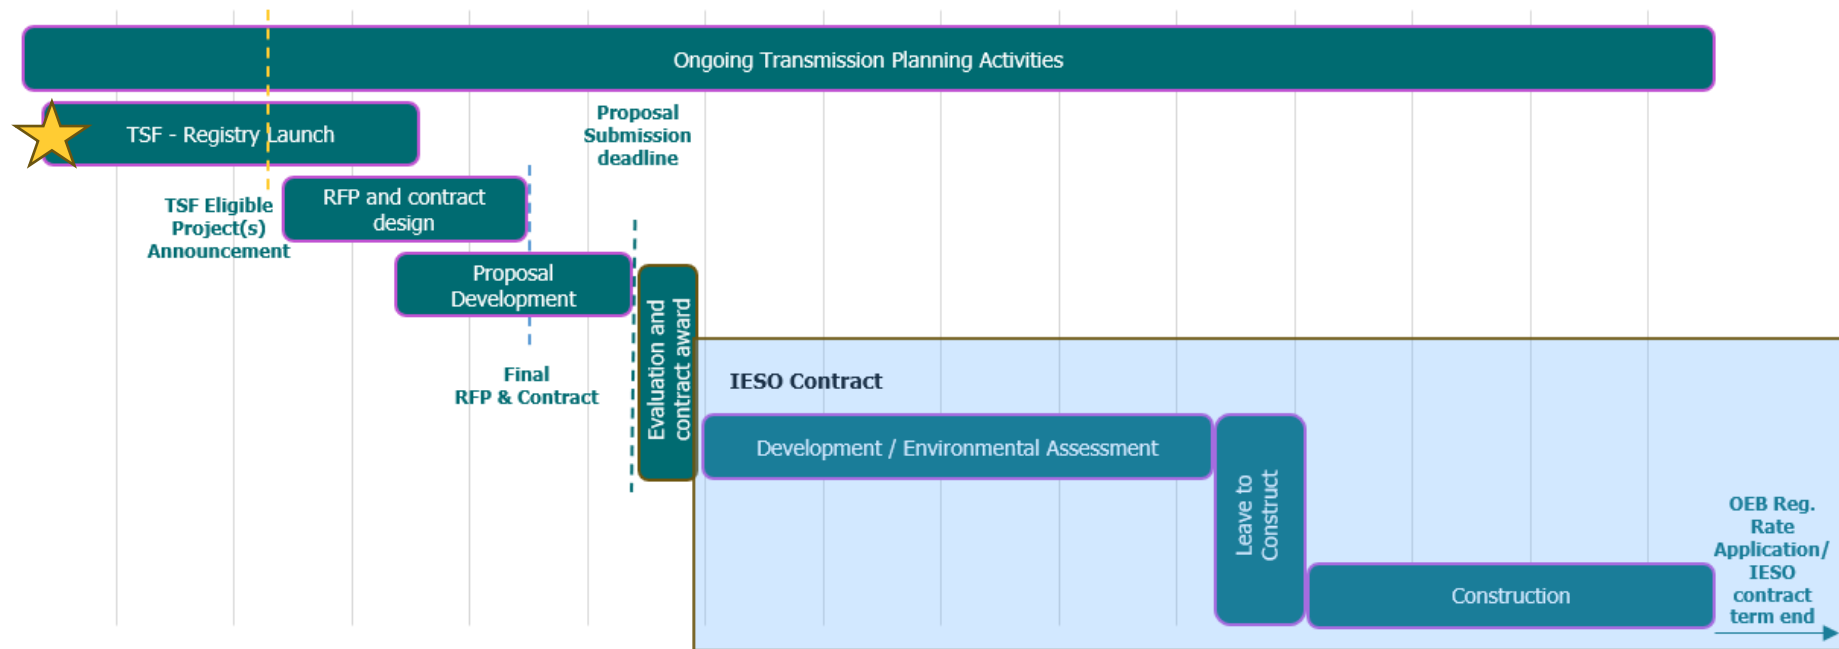 Ongoing Transmission Planning Activities
TSF - Registry Launch
Proposal
Submission
deadline
TSF Eligible
Project(s)
Announcement
RFP and contract
design
Proposal
Development
Final
RFP & Contract
Evaluation and
contract award
IESO Contract
Development / Environmental Assessment
Leave to
Construct
Construction
OEB Reg.
Rate
Application/
IESO
contract
term end